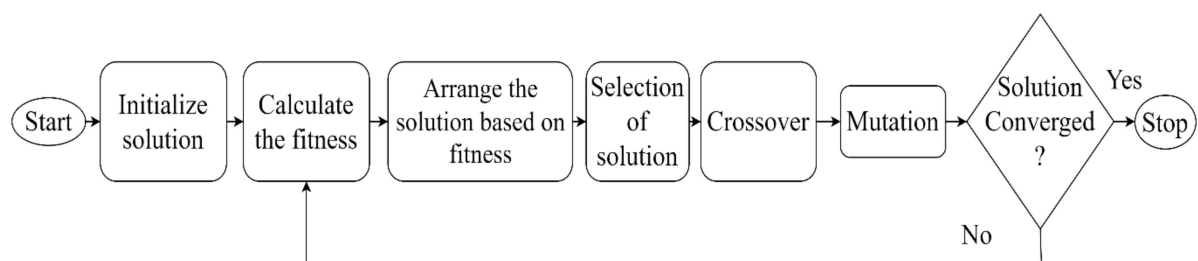 Start
Initialize
solution
Calculate
the fitness
Arrange the
solution based on
fitness
Selection
of
solution
Crossover
Mutation
Solution
Converged
?
Yes
Stop
No